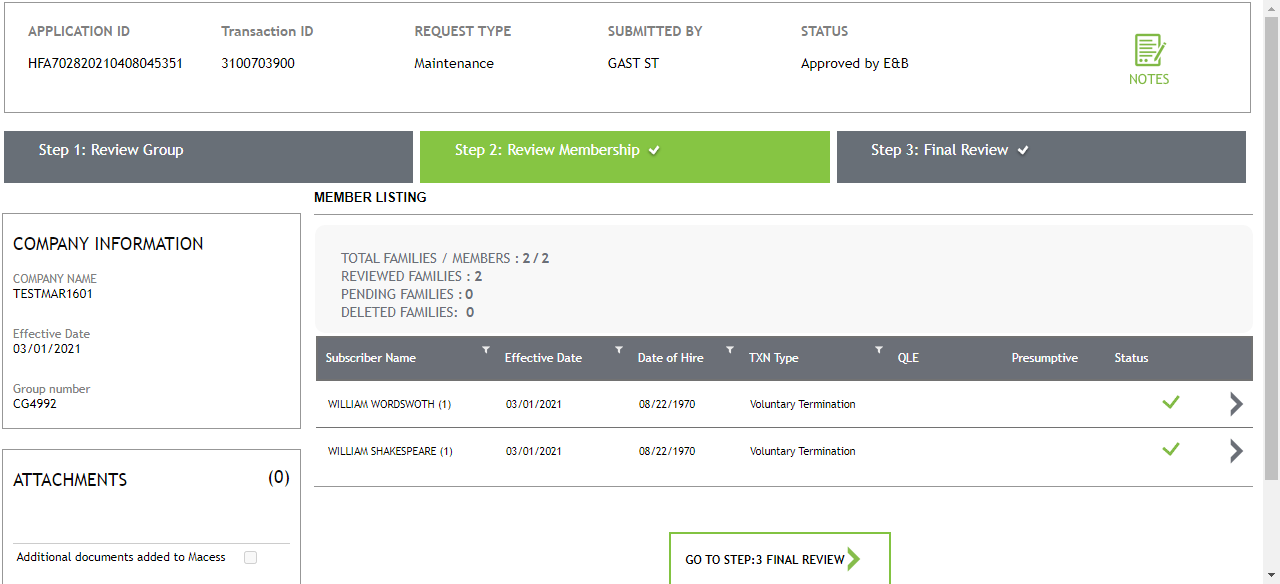 APPLICATION ID Transaction ID REQUEST TYPE SUBMITTED BY STATUS
HFA702820210408045351 3100703900 Maintenance GAST ST Approved by E&B
NOTES
Step 1: Review Group Step 2: Review Membership Step 3: Final Review
MEMBER LISTING
COMPANY INFORMATION
COMPANY NAME
TESTMAR1601
Effective Date
03/01/2021
Group number
CG4992
ATTACHMENTS (0)
Additional documents added to Macess
TOTAL FAMILIES / MEMBERS : 2 / 2
REVIEWED FAMILIES : 2
PENDING FAMILIES : 0
DELETED FAMILIES: 0
Subscriber Name Effective Date Date of Hire TXN Type QLE Presumptive Status
WILLIAM WORDSWOTH (1) 03/01/2021 08/22/1970 Voluntary Termination
WILLIAM SHAKESPEARE (1) 03/01/2021 08/22/1970 Voluntary Termination
GO TO STEP:3 FINAL REVIEW